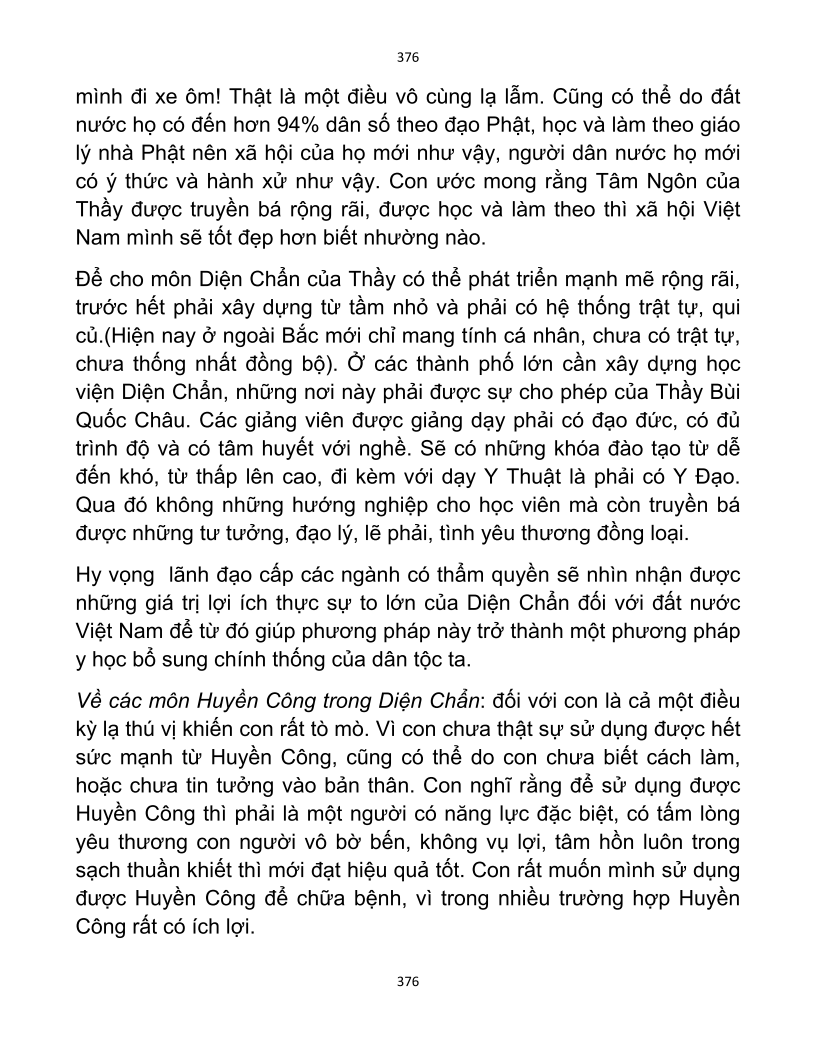 376
mình đi xe ôm! Thật là một điều vô cùng lạ lẫm. Cũng có thể do đất
nước họ có đến hơn 94% dân số theo đạo Phật, học và làm theo giáo
lý nhà Phật nên xã hội của họ mới như vậy, người dân nước họ mới
có ý thức và hành xử như vậy. Con ước mong rằng Tâm Ngôn của
Thầy được truyền bá rộng rãi, được học và làm theo thì xã hội Việt
Nam mình sẽ tốt đẹp hơn biết nhường nào.
Để cho môn Diện Chẩn của Thầy có thể phát triển mạnh mẽ rộng rãi,
trước hết phải xây dựng từ tầm nhỏ và phải có hệ thống trật tự, qui
củ.(Hiện nay ở ngoài Bắc mới chỉ mang tính cá nhân, chưa có trật tự,
chưa thống nhất đồng bộ). Ở các thành phố lớn cần xây dựng học
viện Diện Chẩn, những nơi này phải được sự cho phép của Thầy Bùi
Quốc Châu. Các giảng viên được giảng dạy phải có đạo đức, có đủ
trình độ và có tâm huyết với nghề. Sẽ có những khóa đào tạo từ dễ
đến khó, từ thấp lên cao, đi kèm với dạy Y Thuật là phải có Y Đạo.
Qua đó không những hướng nghiệp cho học viên mà còn truyền bá
được những tư tưởng, đạo lý, lẽ phải, tình yêu thương đồng loại.
Hy vọng  lãnh đạo cấp các ngành có thẩm quyền sẽ nhìn nhận được
những giá trị lợi ích thực sự to lớn của Diện Chẩn đối với đất nước
Việt Nam để từ đó giúp phương pháp này trở thành một phương pháp
y học bổ sung chính thống của dân tộc ta.
Về các môn Huyền Công trong Diện Chẩn: đối với con là cả một điều
kỳ lạ thú vị khiến con rất tò mò. Vì con chưa thật sự sử dụng được hết
sức mạnh từ Huyền Công, cũng có thể do con chưa biết cách làm,
hoặc chưa tin tưởng vào bản thân. Con nghĩ rằng để sử dụng được
Huyền Công thì phải là một người có năng lực đặc biệt, có tấm lòng
yêu thương con người vô bờ bến, không vụ lợi, tâm hồn luôn trong
sạch thuần khiết thì mới đạt hiệu quả tốt. Con rất muốn mình sử dụng
được Huyền Công để chữa bệnh, vì trong nhiều trường hợp Huyền
Công rất có ích lợi.
376